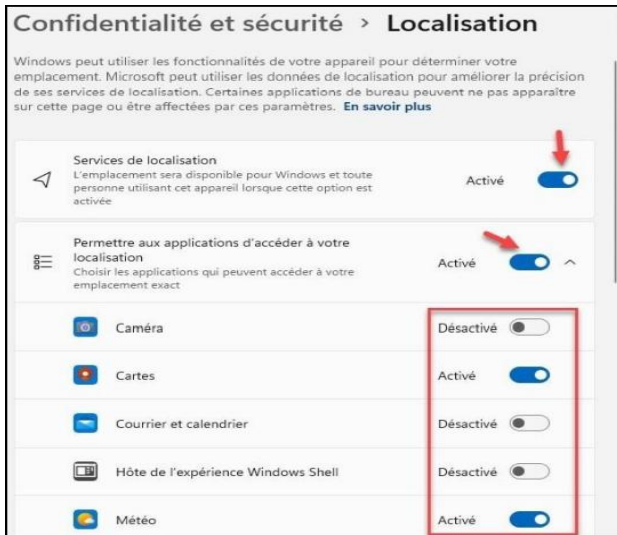 Confidentialité et sécurité > Localisation
Windows peut utiliser les fonctionnalités de votre appareil pour déterminer votre
emplacement. Microsoft peut utiliser les données de localisation pour améliorer la précision
de ses services de localisation. Certaines applications de bureau peuvent ne pas apparaître
sur cette page ou être affectées par ces paramètres. En savoir plus
Services de localisation
L'emplacement sera disponible pour Windows et toute
personne utilisant cet appareil lorsque cette option est
activée
Activé
Permettre aux applications d'accéder à votre
localisation
Choisir les applications qui peuvent accéder à votre
emplacement exact
Activé
Caméra Désactivé
Cartes Activé
Courrier et calendrier Désactivé
Hôte de l'expérience Windows Shell Désactivé
Météo Activé